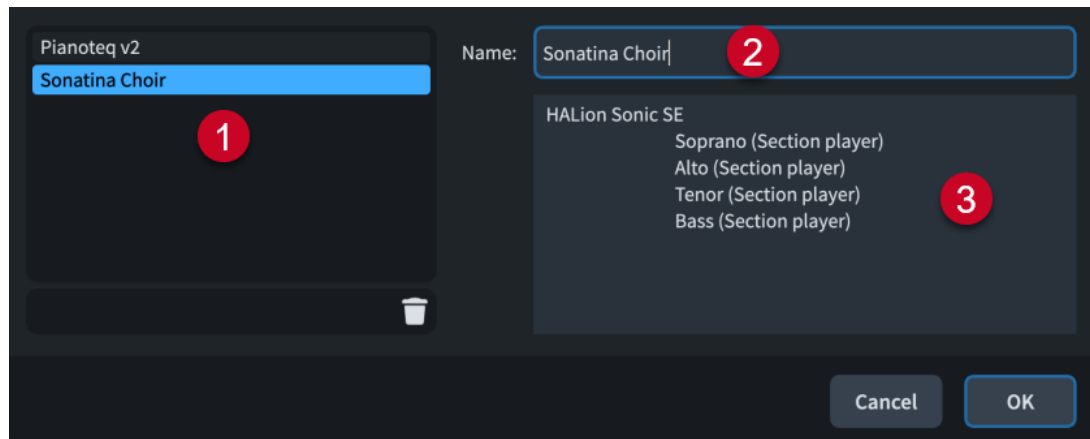 Pianoteq v2
Sonatina Choir
1
Name:
Sonatina Choir
2
HALion Sonic SE
Soprano (Section player)
Alto (Section player)
Tenor (Section player)
Bass (Section player)
3
Cancel
OK